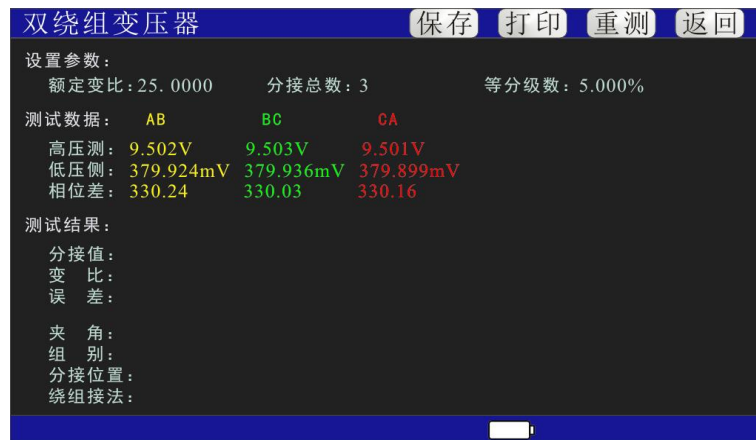 双绕组变压器 保存 打印 重测 返回
设置参数：
额定变比：25.0000 分接总数：3 等分级数：5.000%
测试数据： AB BC CA
高压测：9.502V 9.503V 9.501V
低压侧：379.924mV 379.936mV 379.899mV
相位差：330.24 330.03 330.16
测试结果：
分接值：
变 比：
误 差：
夹 角：
组 别：
分接位置：
绕组接法：